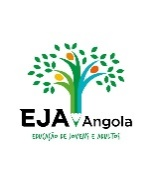 EJA Angola
EDUCAÇÃO DE JOVENS E ADULTOS